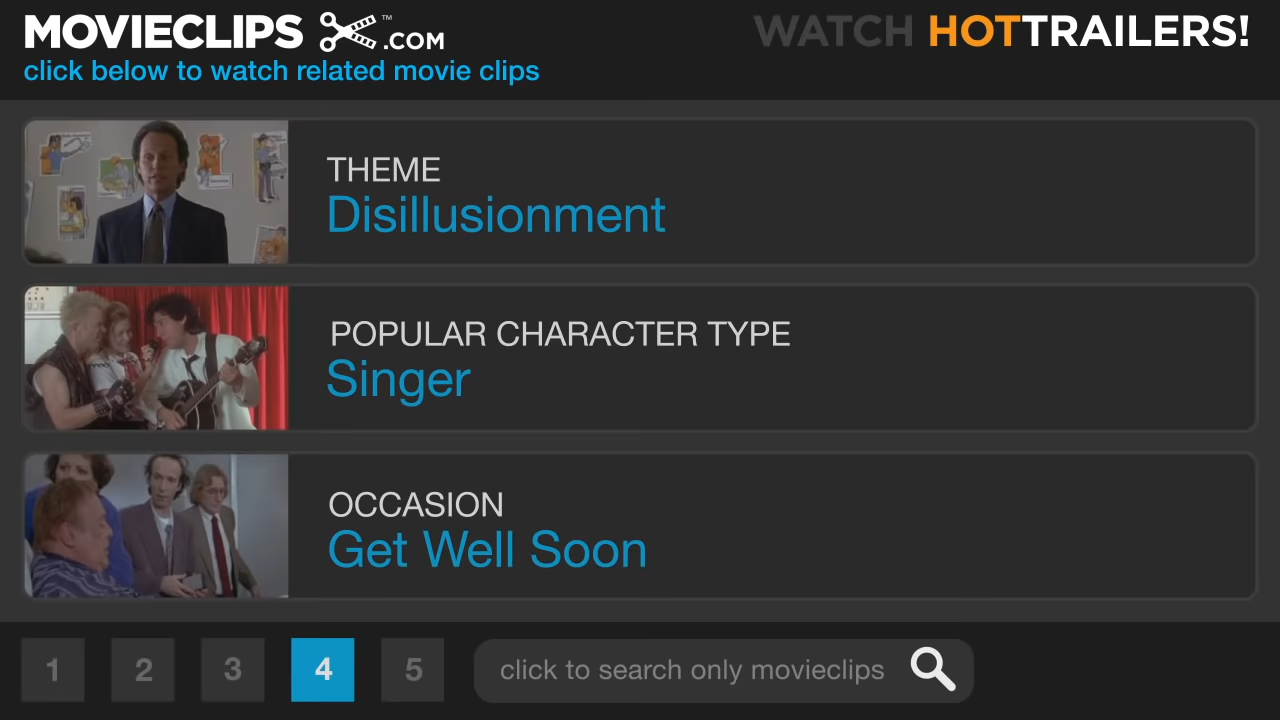 MOVIECLIPS ™ .COM
WATCH HOTTRAILERS!
click below to watch related movie clips
THEME
Disillusionment
POPULAR CHARACTER TYPE
Singer
OCCASION
Get Well Soon
1 2 3 4 5 click to search only movieclips